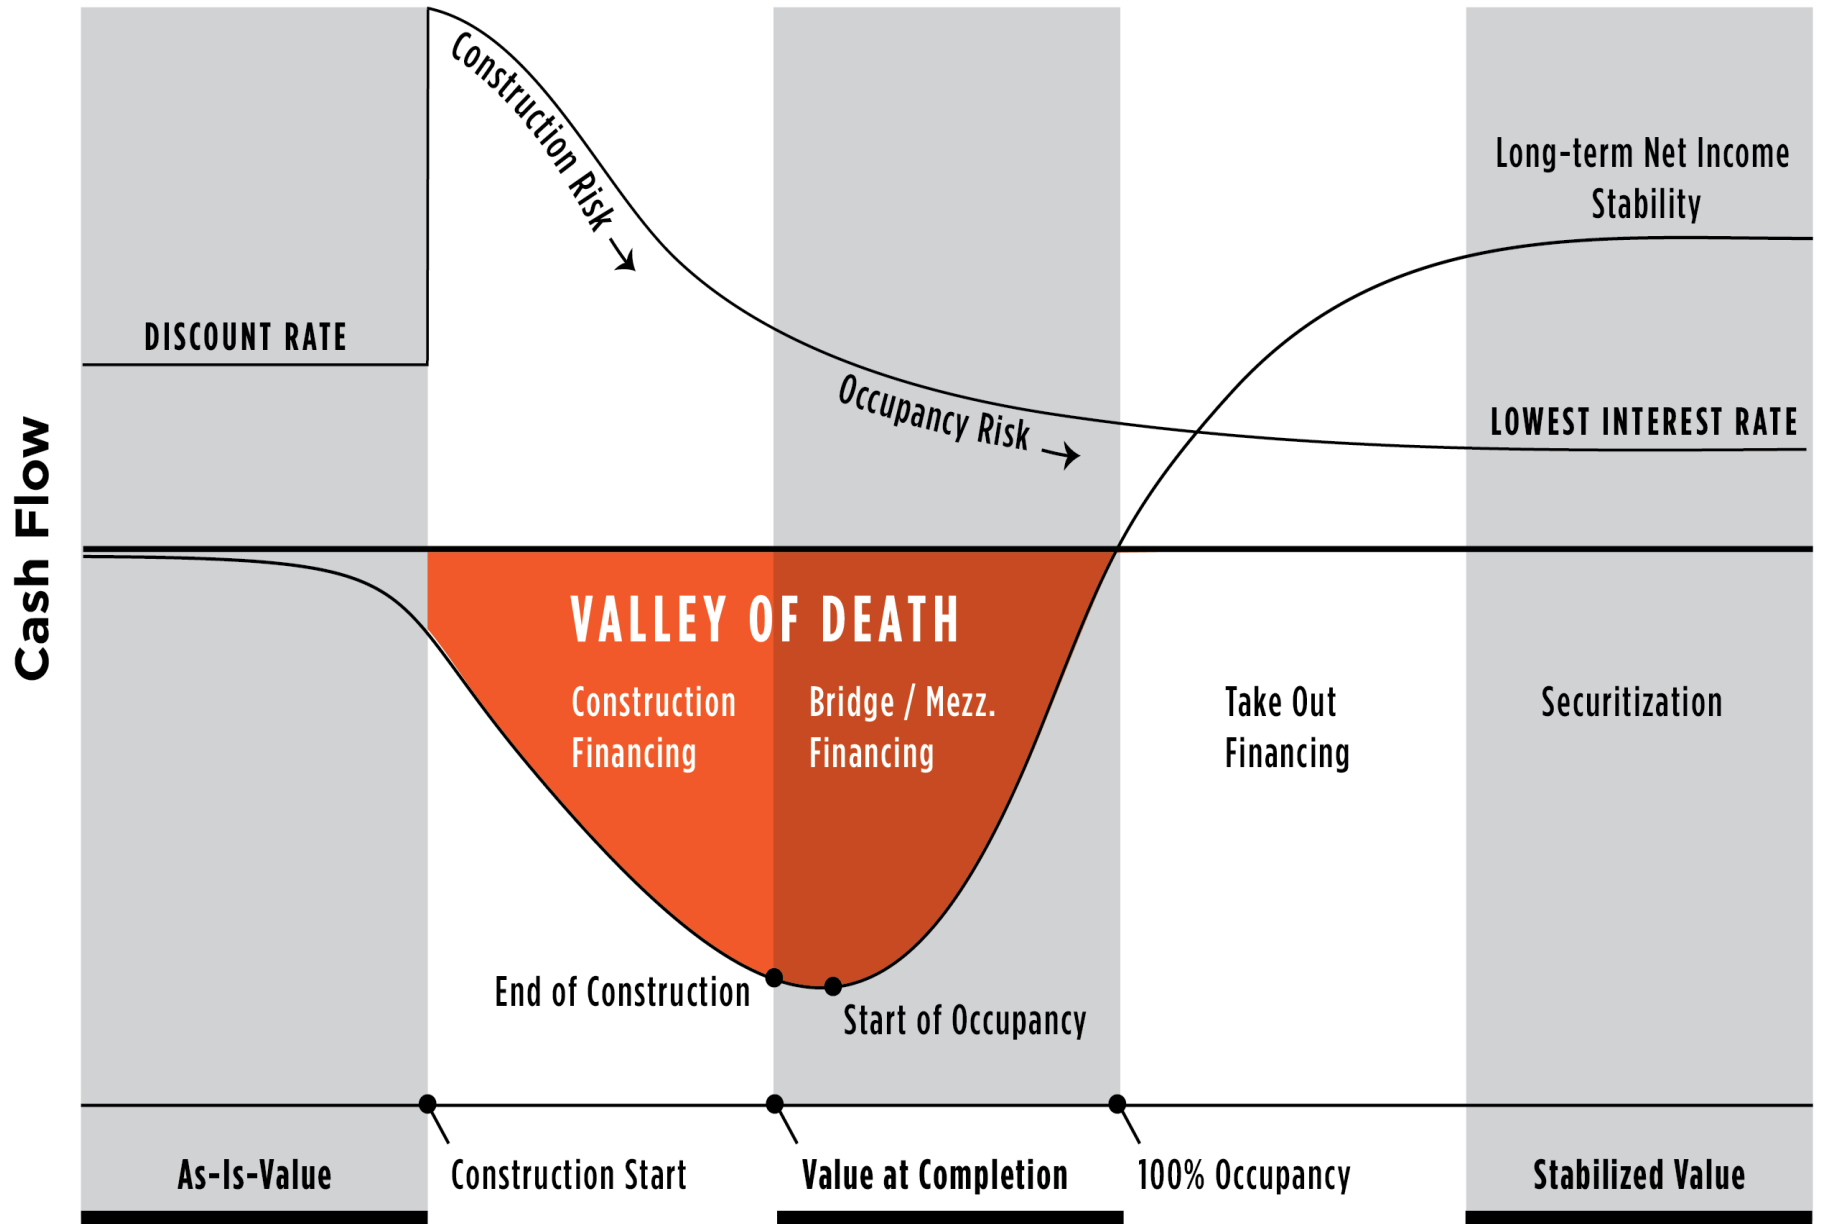 Construction Risk
Long-term Net Income
Stability
DISCOUNT RATE
Occupancy Risk
LOWEST INTEREST RATE
Cash Flow
VALLEY OF DEATH
Construction
Financing
Bridge / Mezz.
Financing
Take Out
Financing
Securitization
End of Construction
Start of Occupancy
As-Is-Value
Construction Start
Value at Completion
100% Occupancy
Stabilized Value